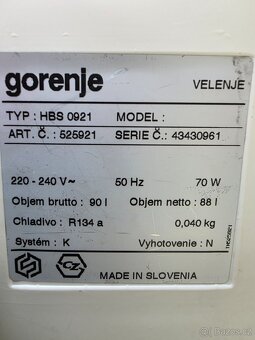 gorenje VELENJE
TYP : HBS 0921 MODEL :
ART. Č. : 525921 SERIE Č. : 43430961
220 - 240 V~ 50 Hz 70 W
Objem brutto : 90 l Objem netto : 88 l
Chladivo : R134 a 0,040 kg
Systém : K Vyhotovenie : N
CZ
MADE IN SLOVENIA